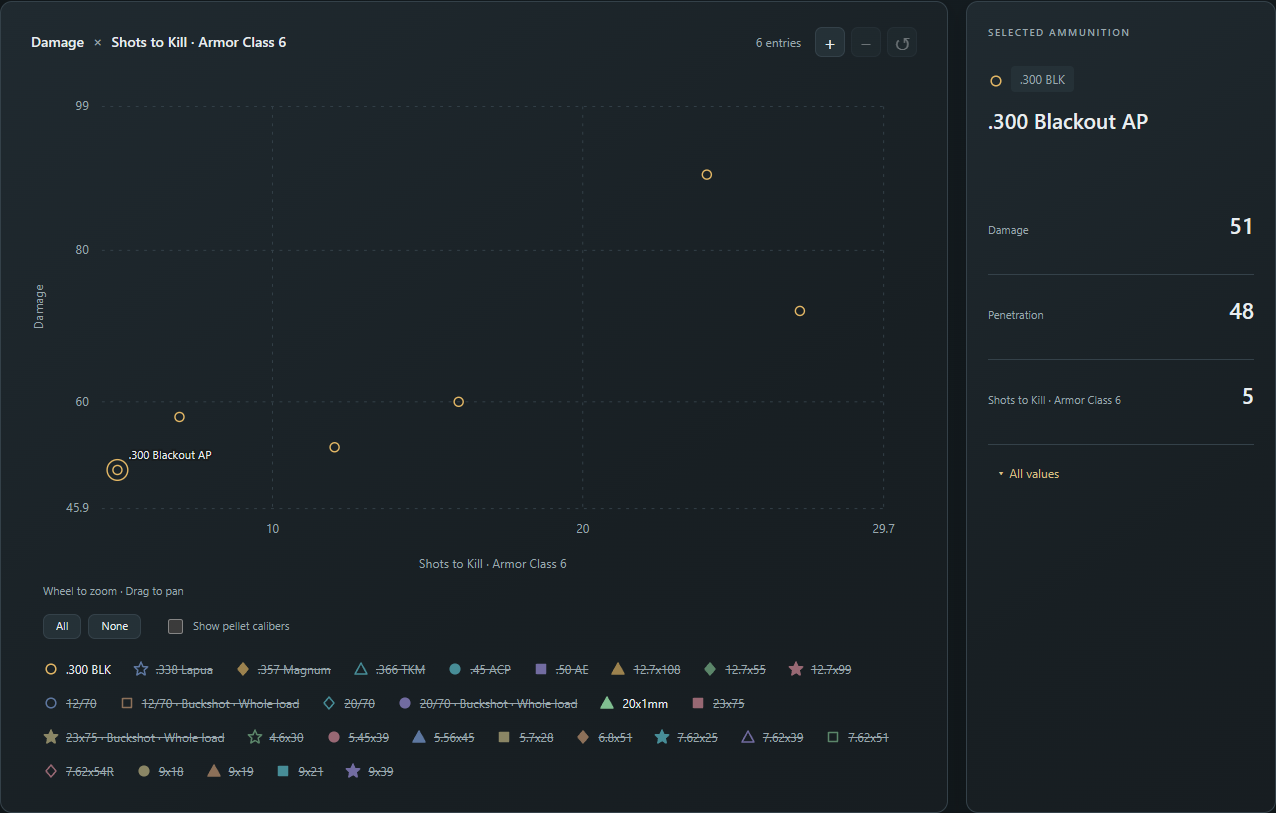 Damage × Shots to Kill · Armor Class 6
6 entries + − ↺
99
80
60
45.9
Damage
.300 Blackout AP
10 20 29.7
Shots to Kill · Armor Class 6
Wheel to zoom · Drag to pan
All None Show pellet calibers
.300 BLK .338 Lapua .357 Magnum .366 TKM .45 ACP .50 AE 12.7x108 12.7x55 12.7x99
12/70 12/70 · Buckshot · Whole load 20/70 20/70 · Buckshot · Whole load 20x1mm 23x75
23x75 · Buckshot · Whole load 4.6x30 5.45x39 5.56x45 5.7x28 6.8x51 7.62x25 7.62x39 7.62x51
7.62x54R 9x18 9x19 9x21 9x39
SELECTED AMMUNITION
.300 BLK
.300 Blackout AP
Damage 51
Penetration 48
Shots to Kill · Armor Class 6 5
All values